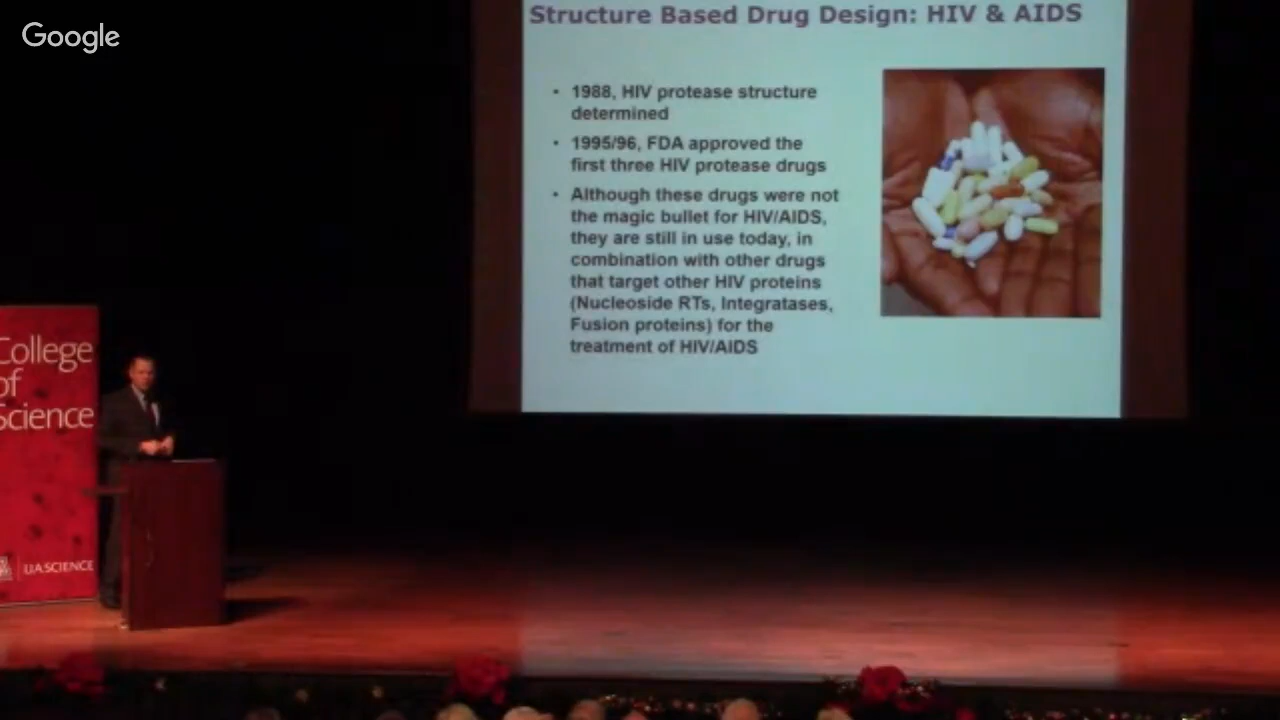 Google
Structure Based Drug Design: HIV & AIDS
• 1988, HIV protease structure
determined
• 1995/96, FDA approved the
first three HIV protease drugs
• Although these drugs were not
the magic bullet for HIV/AIDS,
they are still in use today, in
combination with other drugs
that target other HIV proteins
(Nucleoside RTs, Integratases,
Fusion proteins) for the
treatment of HIV/AIDS
College
of
Science
UA SCIENCE